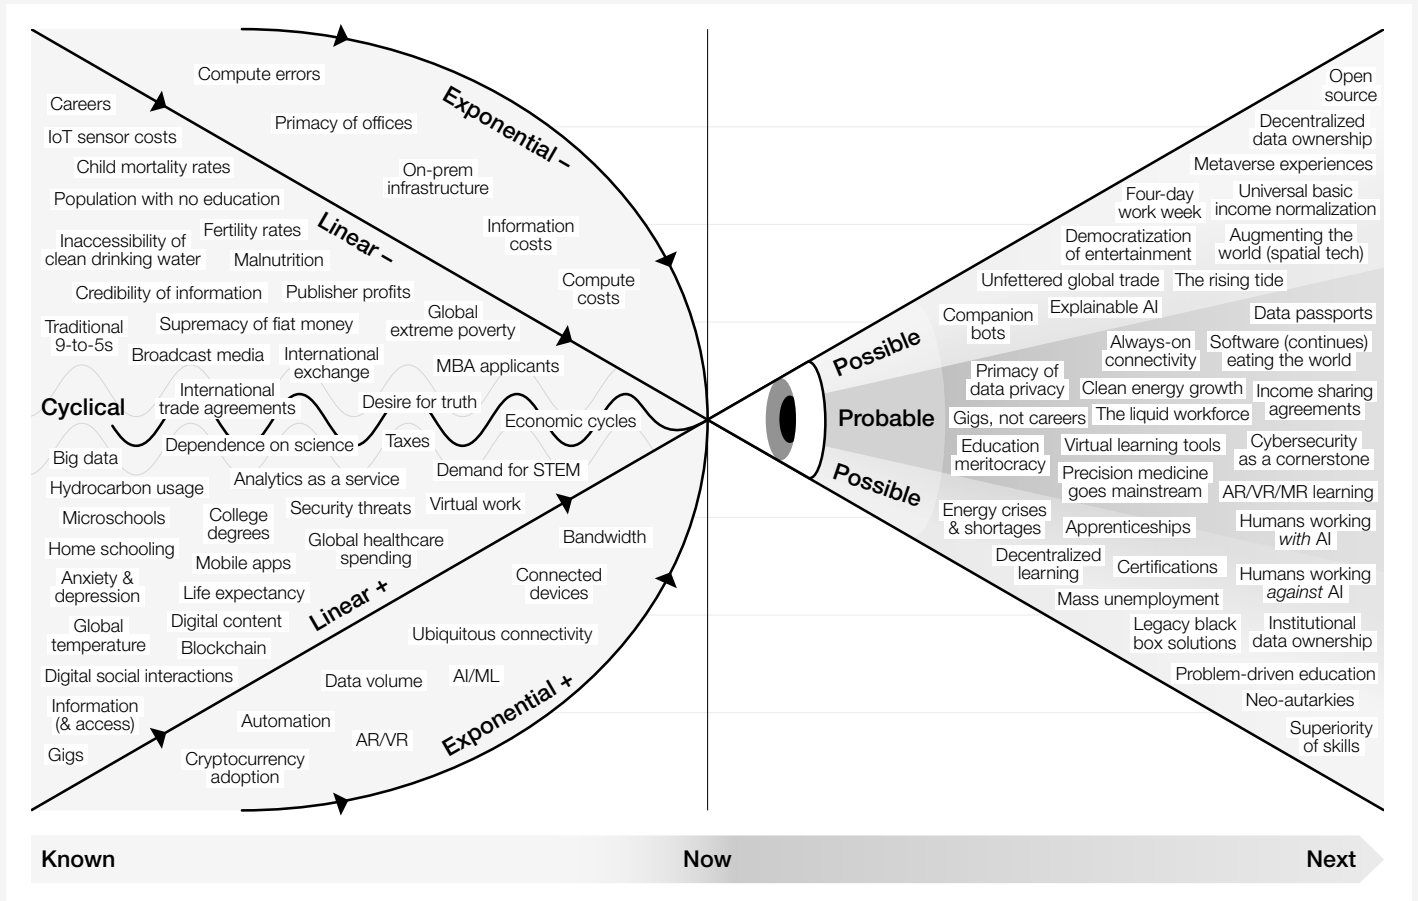 Compute errors
Careers
Primacy of offices
IoT sensor costs
Child mortality rates
On-prem
infrastructure
Population with no education
Exponential –
Fertility rates
Linear –
Information
costs
Inaccessibility of
clean drinking water
Malnutrition
Compute
costs
Credibility of information
Publisher profits
Traditional
9-to-5s
Supremacy of fiat money
Global
extreme poverty
Broadcast media
International
exchange
MBA applicants
Cyclical
International
trade agreements
Desire for truth
Economic cycles
Dependence on science
Taxes
Big data
Demand for STEM
Analytics as a service
Hydrocarbon usage
Security threats
Virtual work
Microschools
College
degrees
Bandwidth
Home schooling
Global healthcare
spending
Mobile apps
Anxiety &
depression
Connected
devices
Life expectancy
Linear +
Digital content
Global
temperature
Ubiquitous connectivity
Blockchain
Digital social interactions
Data volume
AI/ML
Exponential +
Information
(& access)
Automation
AR/VR
Gigs
Cryptocurrency
adoption
Open
source
Decentralized
data ownership
Metaverse experiences
Four-day
work week
Universal basic
income normalization
Democratization
of entertainment
Augmenting the
world (spatial tech)
Unfettered global trade
The rising tide
Companion
bots
Explainable AI
Data passports
Possible
Always-on
connectivity
Software (continues)
eating the world
Primacy of
data privacy
Clean energy growth
Income sharing
agreements
Probable
Gigs, not careers
The liquid workforce
Education
meritocracy
Virtual learning tools
Cybersecurity
as a cornerstone
Possible
Precision medicine
goes mainstream
AR/VR/MR learning
Energy crises
& shortages
Apprenticeships
Humans working
with AI
Decentralized
learning
Certifications
Humans working
against AI
Mass unemployment
Legacy black
box solutions
Institutional
data ownership
Problem-driven education
Neo-autarkies
Superiority
of skills
Known
Now
Next